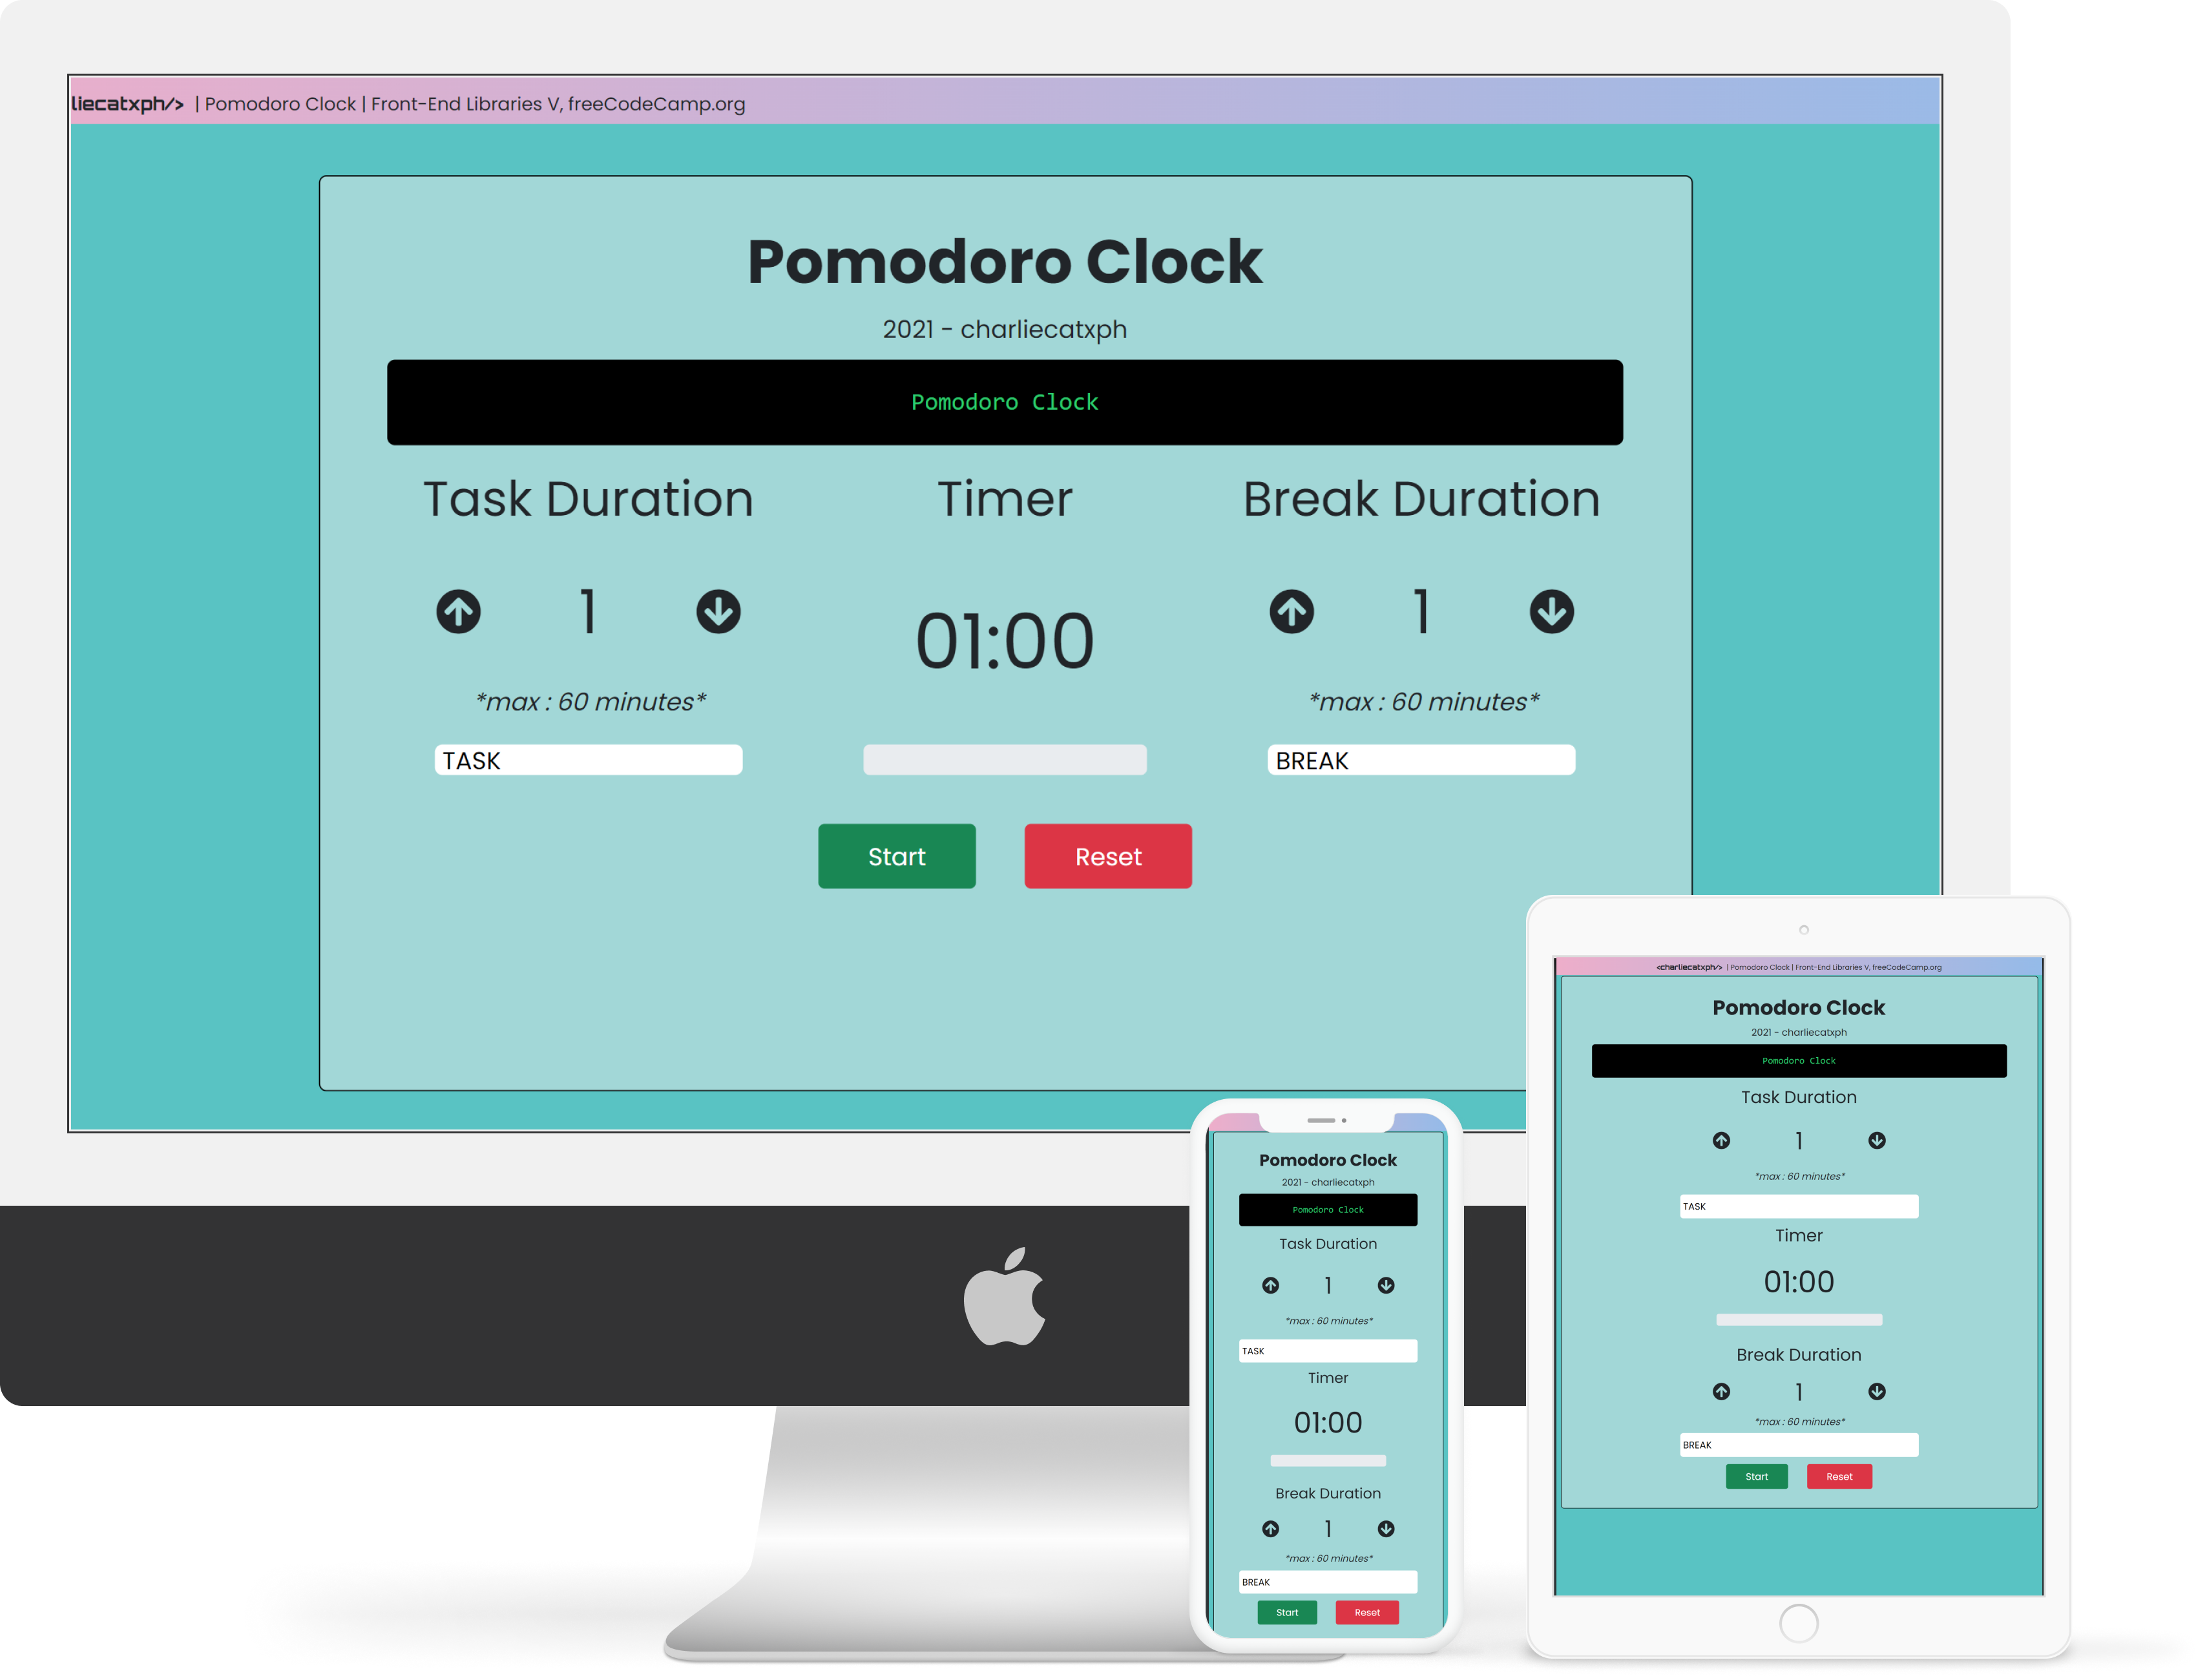 liecatxph/> | Pomodoro Clock | Front-End Libraries V, freeCodeCamp.org
Pomodoro Clock
2021 - charliecatxph
Pomodoro Clock
Task Duration Timer Break Duration
1 01:00 1
*max : 60 minutes* *max : 60 minutes*
TASK BREAK
Start Reset
Pomodoro Clock
2021 - charliecatxph
Pomodoro Clock
Task Duration
1
*max : 60 minutes*
TASK
Timer
01:00
Break Duration
1
*max : 60 minutes*
BREAK
Start Reset
<charliecatxph/> | Pomodoro Clock | Front-End Libraries V, freeCodeCamp.org
Pomodoro Clock
2021 - charliecatxph
Pomodoro Clock
Task Duration
1
*max : 60 minutes*
TASK
Timer
01:00
Break Duration
1
*max : 60 minutes*
BREAK
Start Reset